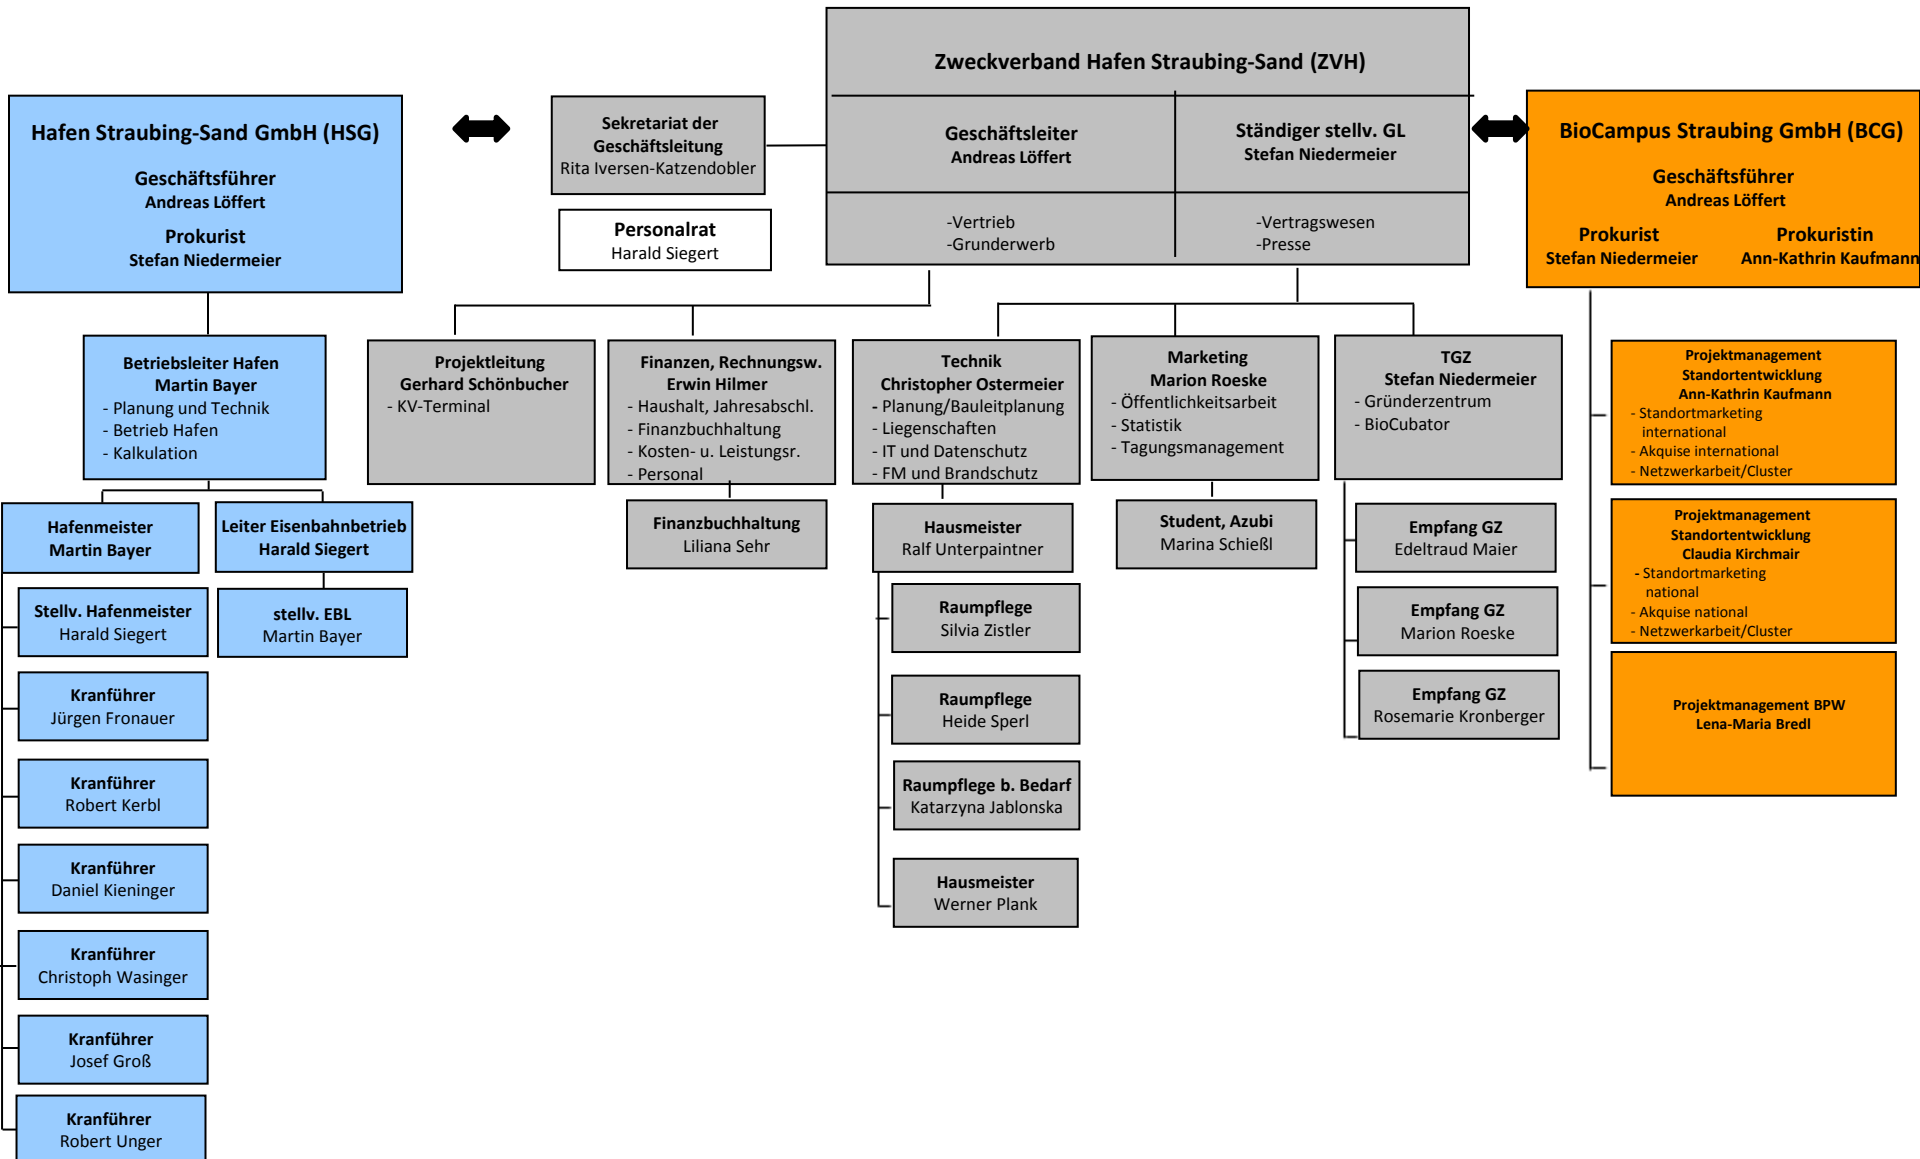 Zweckverband Hafen Straubing-Sand (ZVH)
Geschäftsleiter
Andreas Löffert
Ständiger stellv. GL
Stefan Niedermeier
-Vertrieb
-Grunderwerb
-Vertragswesen
-Presse
Hafen Straubing-Sand GmbH (HSG)
Geschäftsführer
Andreas Löffert
Prokurist
Stefan Niedermeier
Sekretariat der
Geschäftsleitung
Rita Iversen-Katzendobler
Personalrat
Harald Siegert
BioCampus Straubing GmbH (BCG)
Geschäftsführer
Andreas Löffert
Prokurist
Stefan Niedermeier
Prokuristin
Ann-Kathrin Kaufmann
Betriebsleiter Hafen
Martin Bayer
- Planung und Technik
- Betrieb Hafen
- Kalkulation
Projektleitung
Gerhard Schönbucher
- KV-Terminal
Finanzen, Rechnungsw.
Erwin Hilmer
- Haushalt, Jahresabschl.
- Finanzbuchhaltung
- Kosten- u. Leistungsr.
- Personal
Technik
Christopher Ostermeier
- Planung/Bauleitplanung
- Liegenschaften
- IT und Datenschutz
- FM und Brandschutz
Marketing
Marion Roeske
- Öffentlichkeitsarbeit
- Statistik
- Tagungsmanagement
TGZ
Stefan Niedermeier
- Gründerzentrum
- BioCubator
Projektmanagement
Standortentwicklung
Ann-Kathrin Kaufmann
- Standortmarketing
international
- Akquise international
- Netzwerkarbeit/Cluster
Hafenmeister
Martin Bayer
Leiter Eisenbahnbetrieb
Harald Siegert
Finanzbuchhaltung
Liliana Sehr
Hausmeister
Ralf Unterpaintner
Student, Azubi
Marina Schießl
Empfang GZ
Edeltraud Maier
Projektmanagement
Standortentwicklung
Claudia Kirchmair
- Standortmarketing
national
- Akquise national
- Netzwerkarbeit/Cluster
Stellv. Hafenmeister
Harald Siegert
stellv. EBL
Martin Bayer
Raumpflege
Silvia Zistler
Empfang GZ
Marion Roeske
Kranführer
Jürgen Fronauer
Raumpflege
Heide Sperl
Empfang GZ
Rosemarie Kronberger
Projektmanagement BPW
Lena-Maria Bredl
Kranführer
Robert Kerbl
Raumpflege b. Bedarf
Katarzyna Jablonska
Kranführer
Daniel Kieninger
Hausmeister
Werner Plank
Kranführer
Christoph Wasinger
Kranführer
Josef Groß
Kranführer
Robert Unger